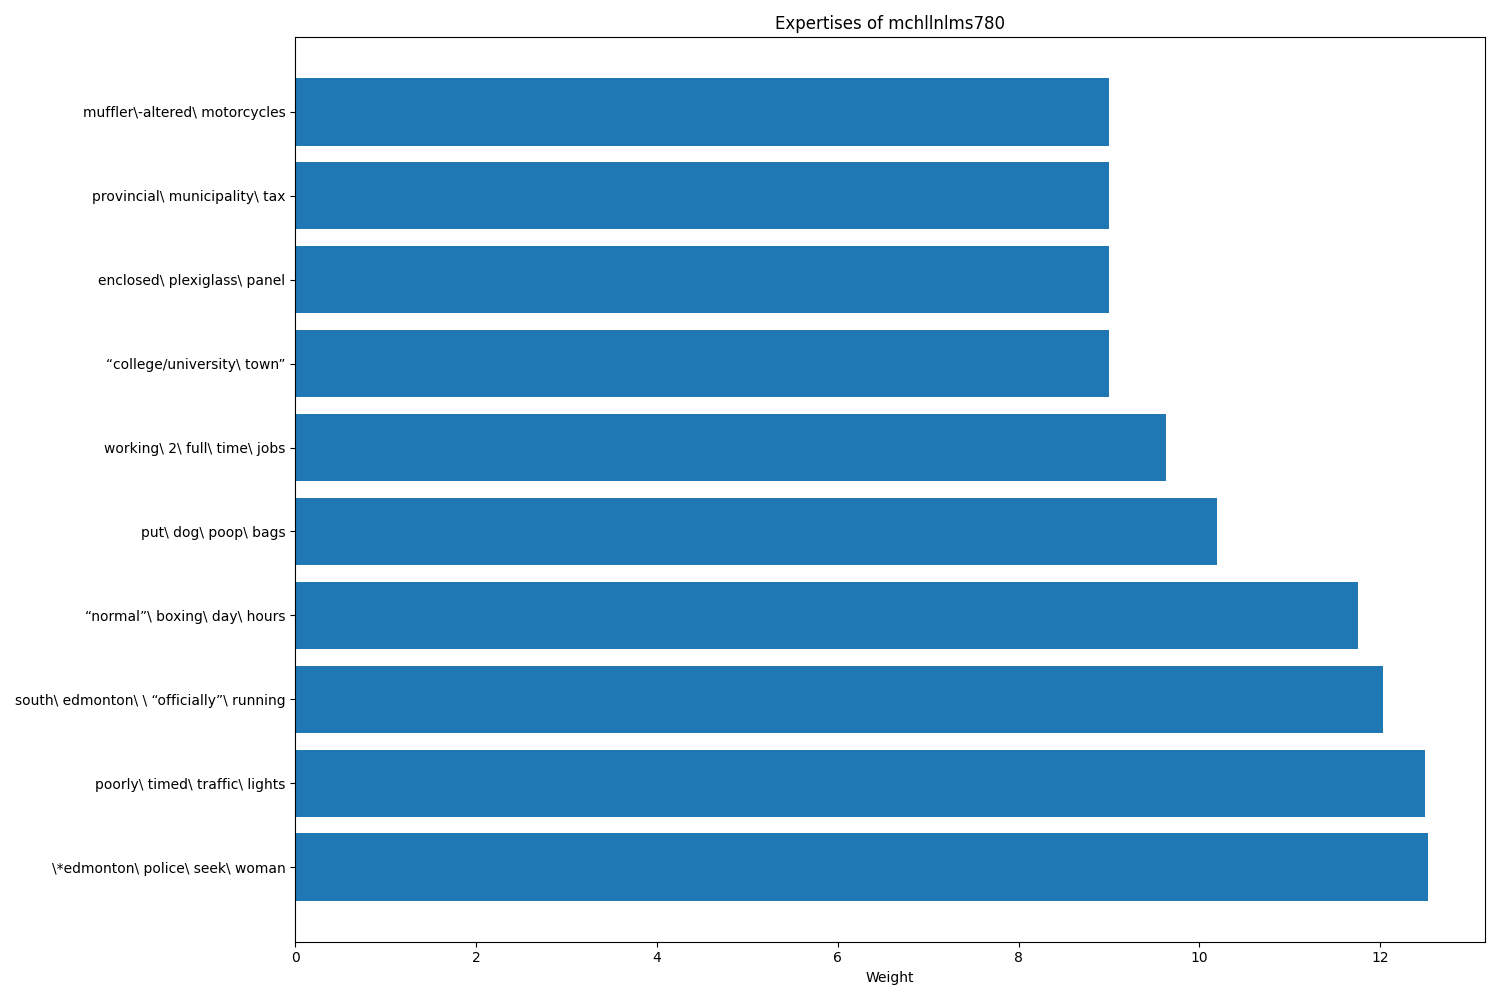 Expertises of mchllnlms780
muffler\-altered\ motorcycles
provincial\ municipality\ tax
enclosed\ plexiglass\ panel
“college/university\ town”
working\ 2\ full\ time\ jobs
put\ dog\ poop\ bags
“normal”\ boxing\ day\ hours
south\ edmonton\ \ “officially”\ running
poorly\ timed\ traffic\ lights
\*edmonton\ police\ seek\ woman
0 2 4 6 8 10 12
Weight